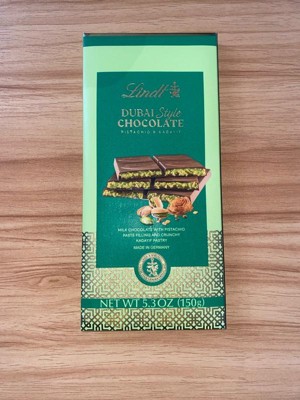 Lindt
DUBAI Style
CHOCOLATE
PISTACHIO & KADAYIF
MILK CHOCOLATE WITH PISTACHIO
PASTE FILLING AND CRUNCHY
KADAYIF PASTRY
MADE IN GERMANY
NET WT 5.3 OZ (150g)